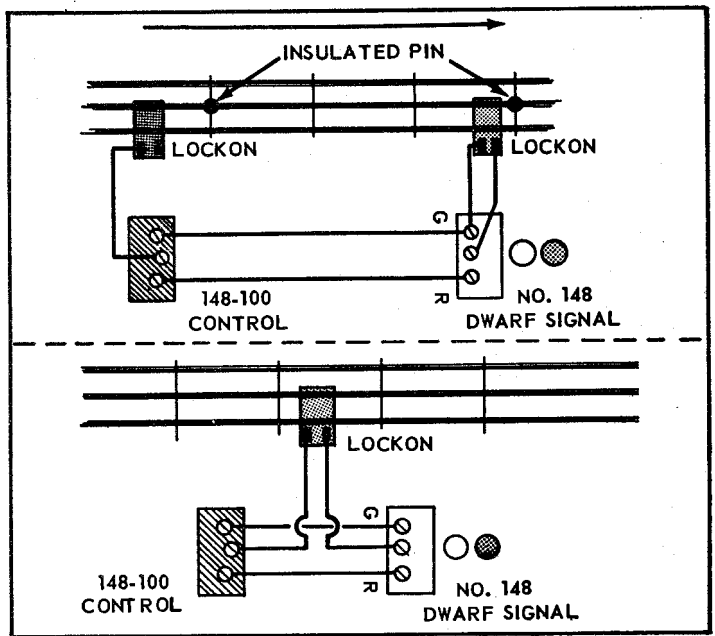 INSULATED PIN
LOCKON
LOCKON
G
R
148-100
CONTROL
NO. 148
DWARF SIGNAL
LOCKON
G
R
148-100
CONTROL
NO. 148
DWARF SIGNAL